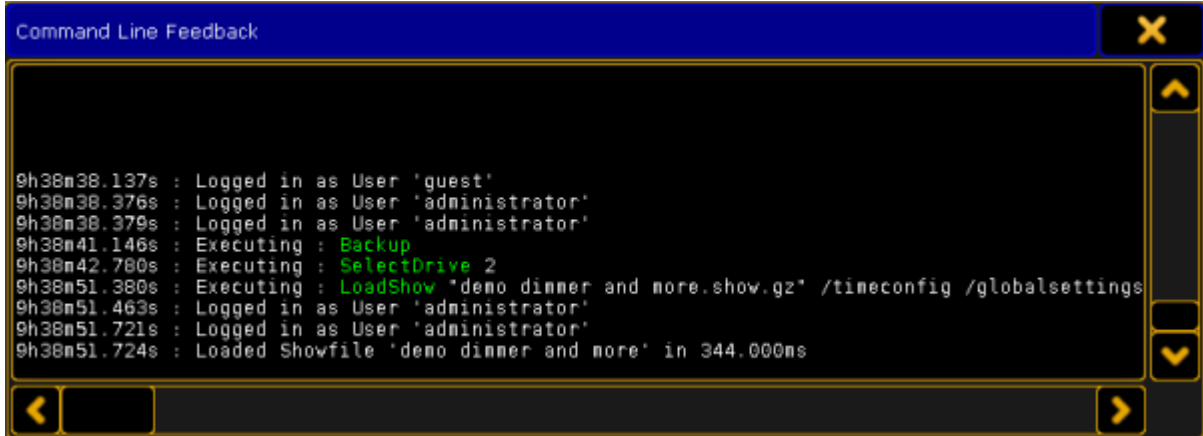 Command Line Feedback
9h38m38.137s : Logged in as User 'guest'
9h38m38.376s : Logged in as User 'administrator'
9h38m38.379s : Logged in as User 'administrator'
9h38m41.146s : Executing : Backup
9h38m42.780s : Executing : SelectDrive 2
9h38m51.380s : Executing : LoadShow "demo dimmer and more.show.gz" /timeconfig /globalsettings
9h38m51.463s : Logged in as User 'administrator'
9h38m51.721s : Logged in as User 'administrator'
9h38m51.724s : Loaded Showfile 'demo dimmer and more' in 344.000ms